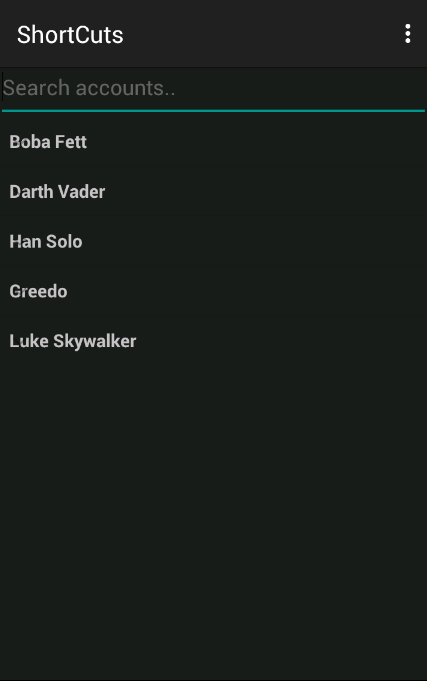 ShortCuts
Search accounts..
Boba Fett
Darth Vader
Han Solo
Greedo
Luke Skywalker